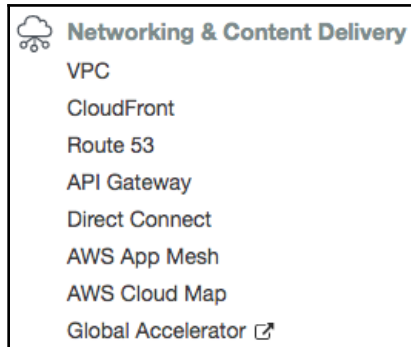 Networking & Content Delivery
VPC
CloudFront
Route 53
API Gateway
Direct Connect
AWS App Mesh
AWS Cloud Map
Global Accelerator